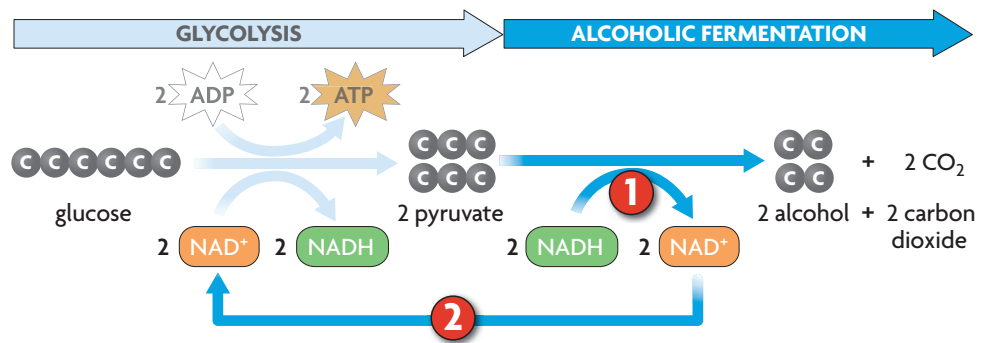 GLYCOLYSIS
ALCOHOLIC FERMENTATION
2 ADP
2 ATP
C C C C C C
C C C
C C C
C C
C C
+ 2 CO₂
1
glucose
2 pyruvate
2 alcohol + 2 carbon
dioxide
2 NAD⁺
2 NADH
2 NADH
2 NAD⁺
2